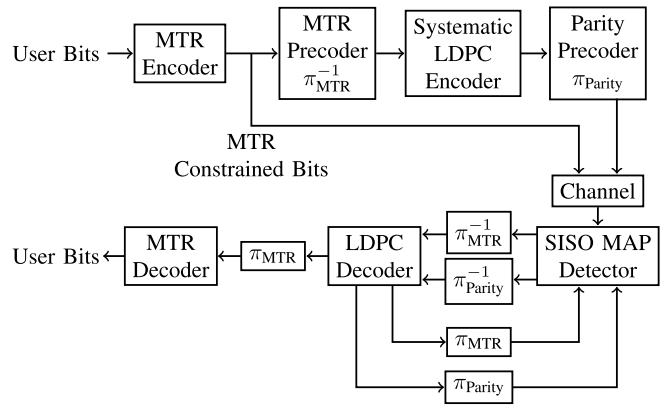 User Bits
MTR
Encoder
MTR
Precoder
π⁻¹MTR
Systematic
LDPC
Encoder
Parity
Precoder
πParity
MTR
Constrained Bits
Channel
User Bits
MTR
Decoder
πMTR
LDPC
Decoder
π⁻¹MTR
π⁻¹Parity
SISO MAP
Detector
πMTR
πParity